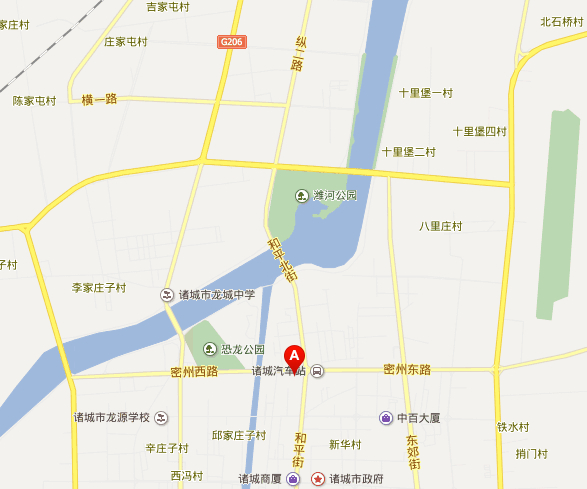 吉家屯村
家庄村
北石桥村
庄家屯村
G206
纵二路
陈家屯村
横一路
十里堡一村
十里堡四村
十里堡二村
潍河公园
八里庄村
和平北街
子村
李家庄子村
诸城市龙城中学
恐龙公园
A
密州西路
诸城汽车站
密州东路
诸城市龙源学校
中百大厦
邱家庄子村
和平街
新华村
东郊街
铁水村
辛庄子村
捎门村
西冯村
诸城商厦
诸城市政府